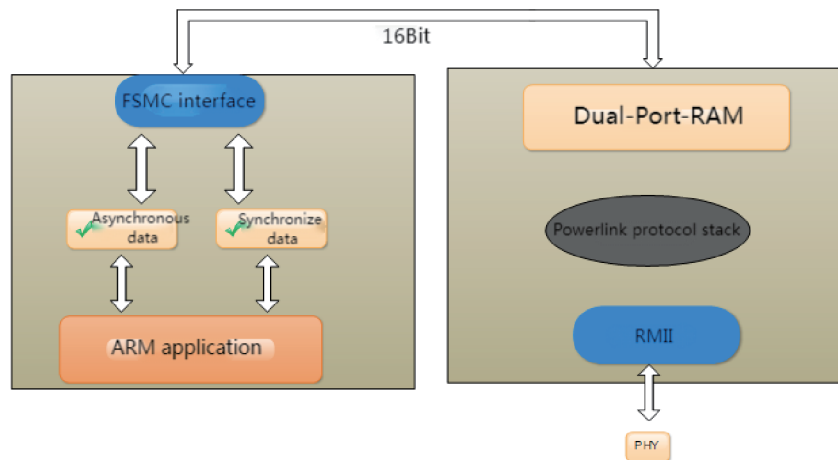 16Bit
FSMC interface
Asynchronous
data
Synchronize
data
ARM application
Dual-Port-RAM
Powerlink protocol stack
RMII
PHY